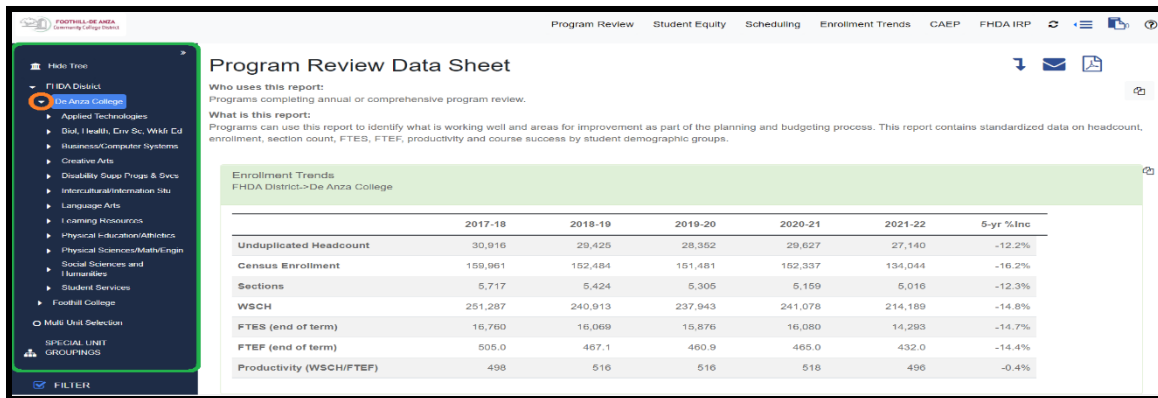 FOOTHILL-DE ANZA
Community College District
Program Review Student Equity Scheduling Enrollment Trends CAEP FHDA IRP
Hide Tree
FHDA District
De Anza College
Applied Technologies
Biol, Health, Env Sc, Wrkfr Ed
Business/Computer Systems
Creative Arts
Disability Supp Progs & Svcs
Intercultural/Internation Stu
Language Arts
Learning Resources
Physical Education/Athletics
Physical Sciences/Math/Engin
Social Sciences and
Humanities
Student Services
Foothill College
Multi Unit Selection
SPECIAL UNIT
GROUPINGS
FILTER
Program Review Data Sheet
Who uses this report:
Programs completing annual or comprehensive program review.
What is this report:
Programs can use this report to identify what is working well and areas for improvement as part of the planning and budgeting process. This report contains standardized data on headcount,
enrollment, section count, FTES, FTEF, productivity and course success by student demographic groups.
Enrollment Trends
FHDA District->De Anza College
2017-18 2018-19 2019-20 2020-21 2021-22 5-yr %Inc
Unduplicated Headcount 30,916 29,425 28,352 29,627 27,140 -12.2%
Census Enrollment 159,961 152,484 151,481 152,337 134,044 -16.2%
Sections 5,717 5,424 5,305 5,159 5,016 -12.3%
WSCH 251,287 240,913 237,943 241,078 214,189 -14.8%
FTES (end of term) 16,760 16,069 15,876 16,080 14,293 -14.7%
FTEF (end of term) 505.0 467.1 460.9 465.0 432.0 -14.4%
Productivity (WSCH/FTEF) 498 516 516 518 496 -0.4%